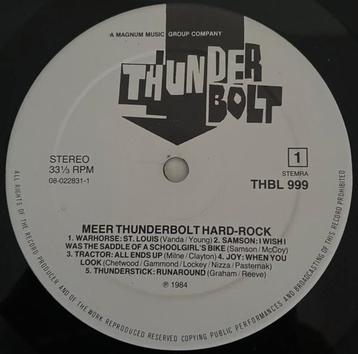 A MAGNUM MUSIC GROUP COMPANY
THUNDER
BOLT
STEREO
33⅓ RPM
08-022831-1
1
STEMRA
THBL 999
MEER THUNDERBOLT HARD-ROCK
1. WARHORSE: ST. LOUIS (Vanda / Young) 2. SAMSON: I WISH I
WAS THE SADDLE OF A SCHOOLGIRL'S BIKE (Samson / McCoy)
3. TRACTOR: ALL ENDS UP (Milne / Clayton) 4. JOY: WHEN YOU
LOOK (Chetwood / Gammond / Lockey / Nizza / Pasternak)
5. THUNDERSTICK: RUNAROUND (Graham / Reeve)
℗ 1984
ALL RIGHTS OF THE PRODUCER AND OF THE OWNER OF THE WORK REPRODUCED RESERVED COPYING PUBLIC PERFORMANCES AND BROADCASTING OF THIS RECORD PROHIBITED